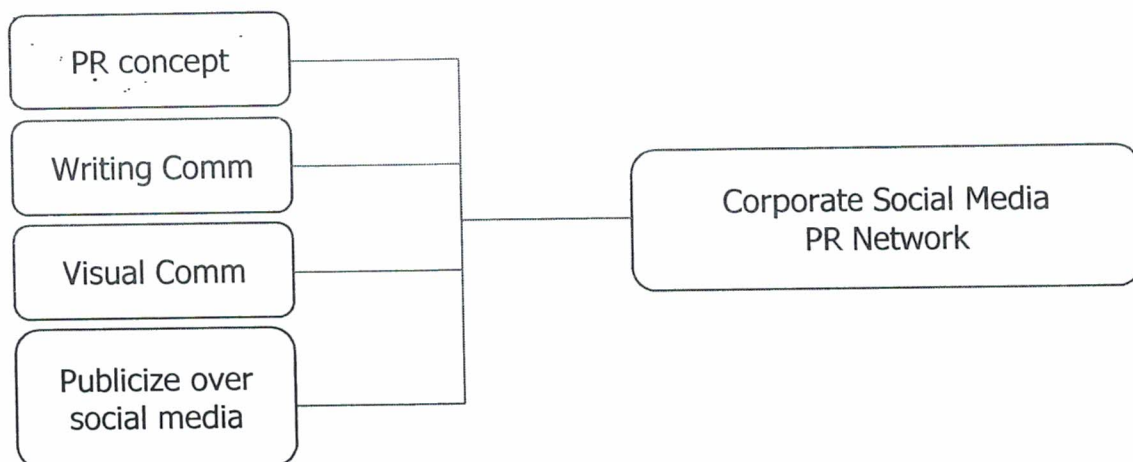 PR concept
Writing Comm
Visual Comm
Publicize over
social media
Corporate Social Media
PR Network